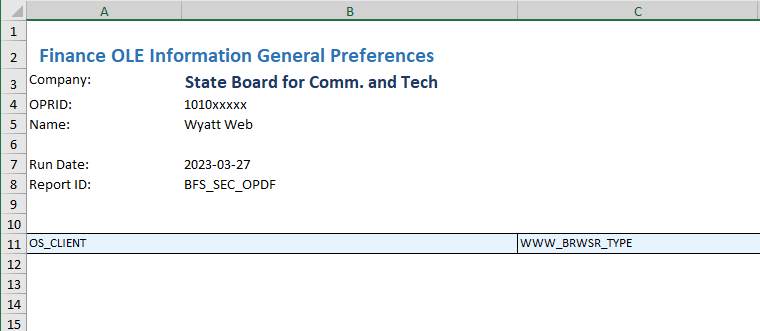 A B C
1
2 Finance OLE Information General Preferences
3 Company: State Board for Comm. and Tech
4 OPRID: 1010xxxxx
5 Name: Wyatt Web
6
7 Run Date: 2023-03-27
8 Report ID: BFS_SEC_OPDF
9
10
11 OS_CLIENT WWW_BRWSR_TYPE
12
13
14
15